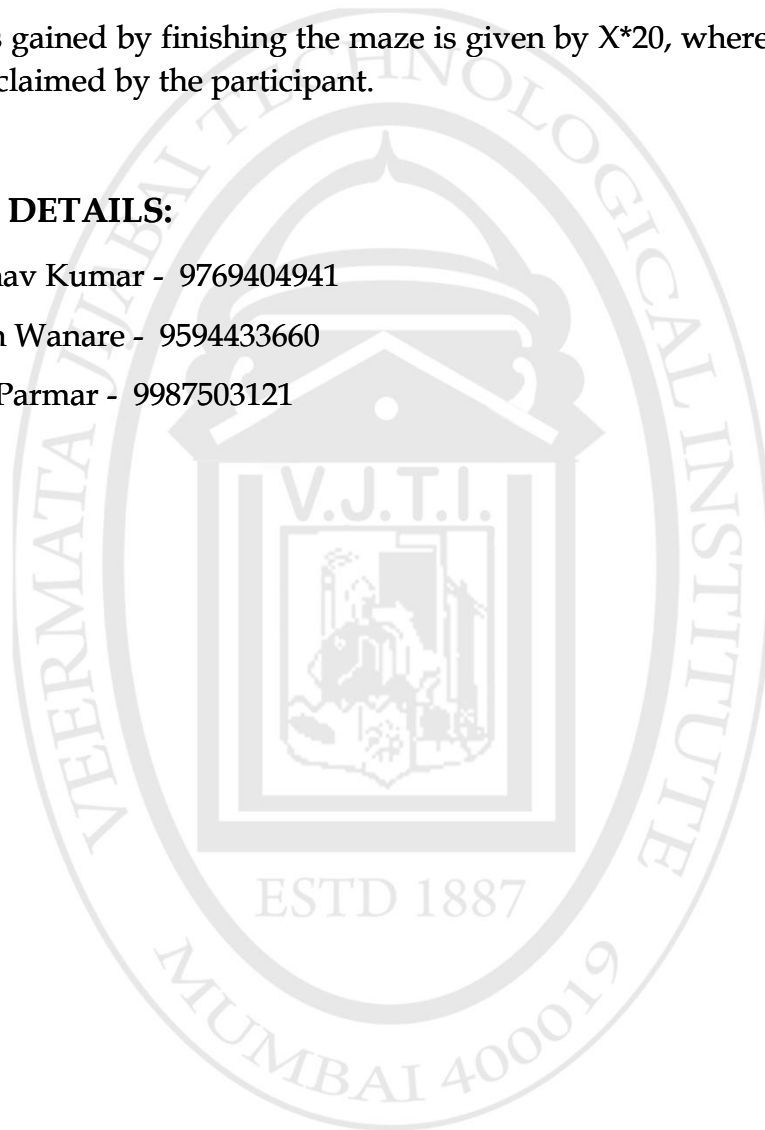 s gained by finishing the maze is given by X*20, where
claimed by the participant.
DETAILS:
nav Kumar - 9769404941
n Wanare - 9594433660
Parmar - 9987503121
VEERMATA JIJABAI TECHNOLOGICAL INSTITUTE
V.J.T.I.
ESTD 1887
MUMBAI 400019